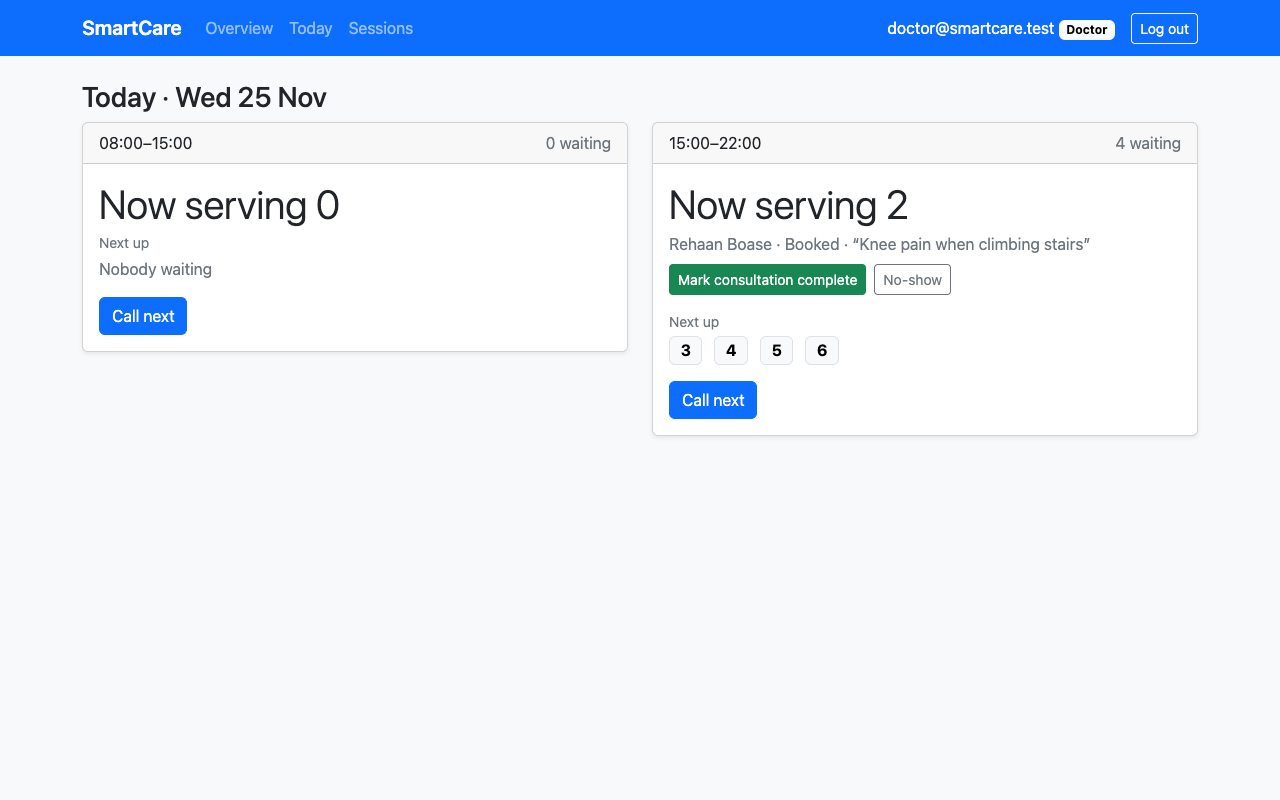 SmartCare Overview Today Sessions doctor@smartcare.test Doctor Log out
Today · Wed 25 Nov
08:00–15:00 0 waiting
Now serving 0
Next up
Nobody waiting
Call next
15:00–22:00 4 waiting
Now serving 2
Rehaan Boase · Booked · “Knee pain when climbing stairs”
Mark consultation complete No-show
Next up
3 4 5 6
Call next